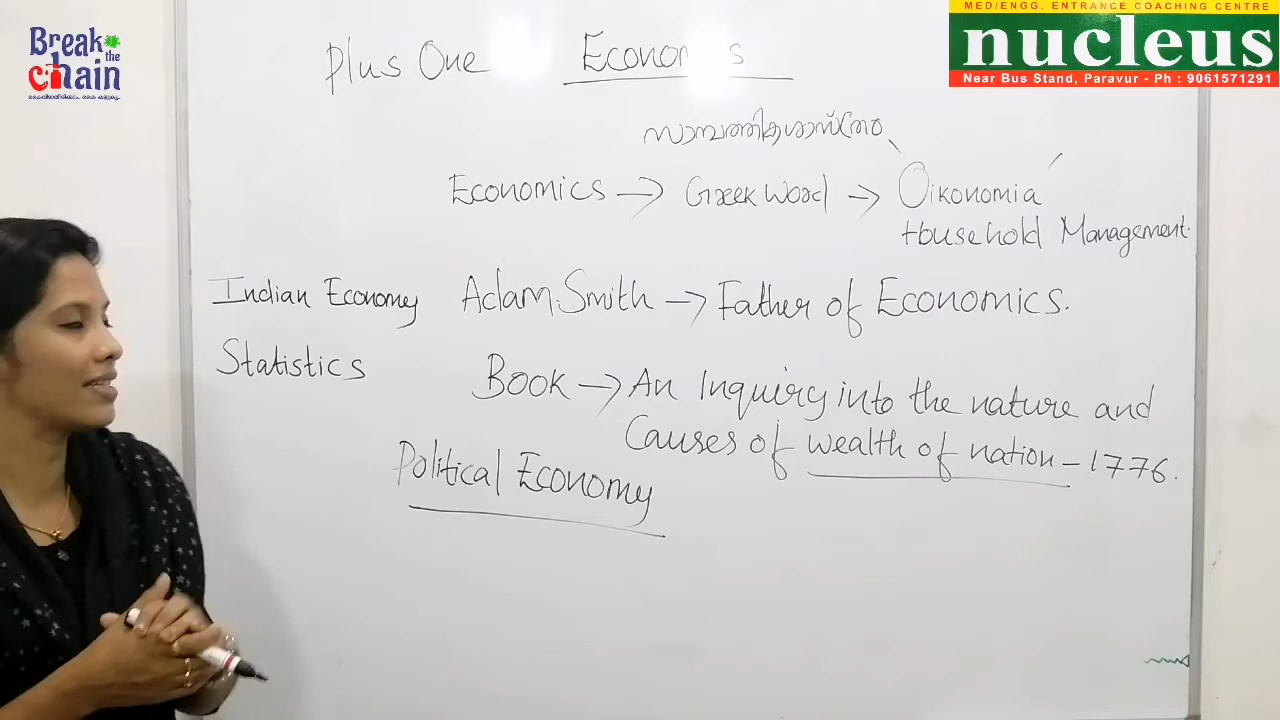 Break
the
chain
MED/ENGG. ENTRANCE COACHING CENTRE
nucleus
Near Bus Stand, Paravur - Ph : 9061571291
Plus One Economics
സാമ്പത്തികശാസ്ത്രം
Economics → Greek Word → Oikonomia
Household Management.
Indian Economy Adam Smith → Father of Economics.
Statistics
Book → An Inquiry into the nature and
Causes of wealth of nation - 1776.
Political Economy